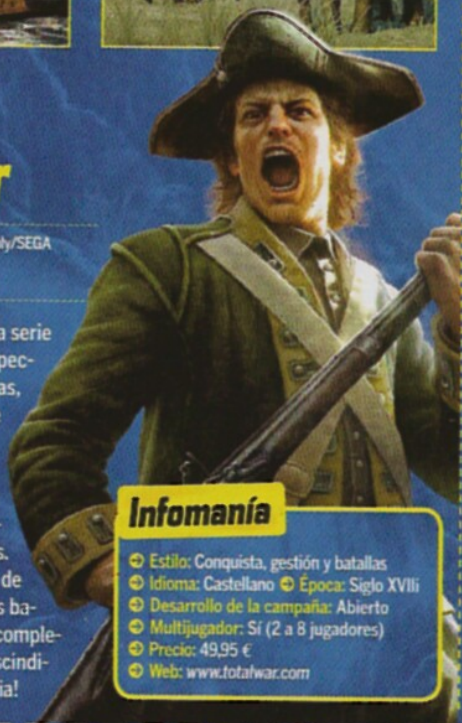 r
ly/SEGA
a serie
pec-
as,
s.
de
s ba-
comple-
scindi-
ia!
Infomanía
Estilo: Conquista, gestión y batallas
Idioma: Castellano Época: Siglo XVIIi
Desarrollo de la campaña: Abierto
Multijugador: Sí (2 a 8 jugadores)
Precio: 49,95 €
Web: www.totalwar.com